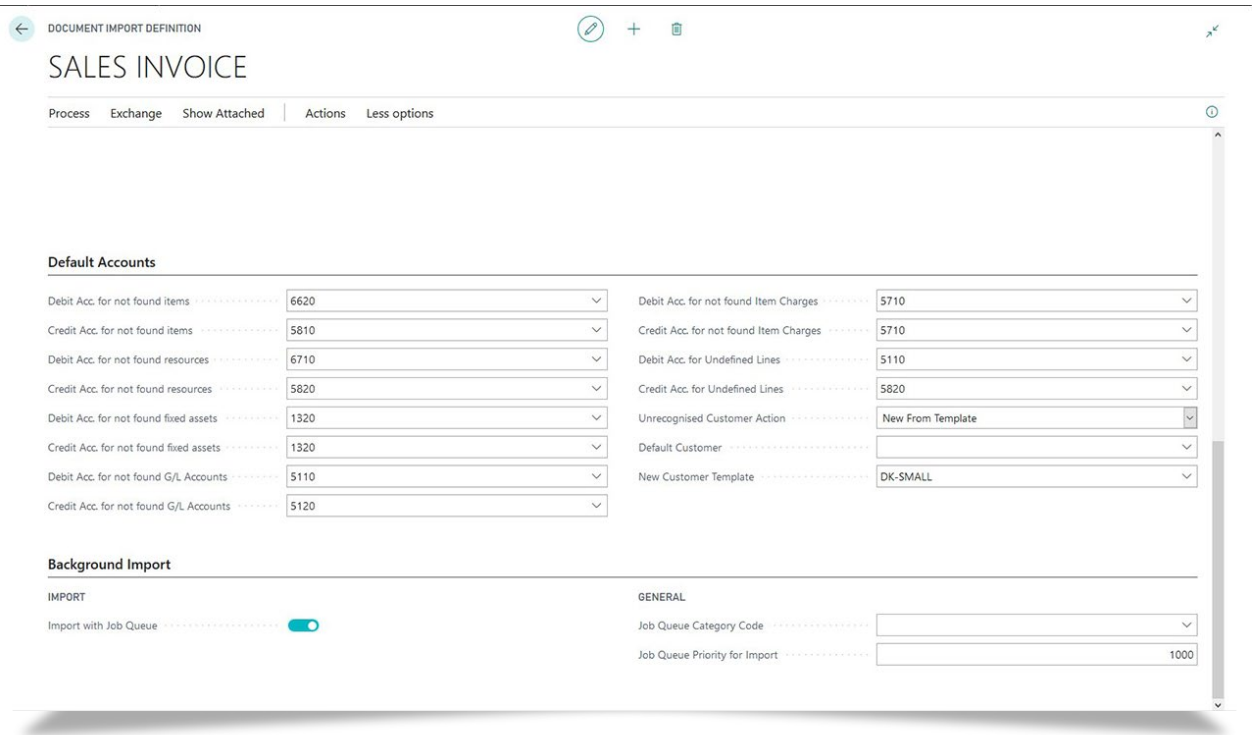 DOCUMENT IMPORT DEFINITION
SALES INVOICE
Process Exchange Show Attached Actions Less options
Default Accounts
Debit Acc. for not found items 6620
Credit Acc. for not found items 5810
Debit Acc. for not found resources 6710
Credit Acc. for not found resources 5820
Debit Acc. for not found fixed assets 1320
Credit Acc. for not found fixed assets 1320
Debit Acc. for not found G/L Accounts 5110
Credit Acc. for not found G/L Accounts 5120
Debit Acc. for not found Item Charges 5710
Credit Acc. for not found Item Charges 5710
Debit Acc. for Undefined Lines 5110
Credit Acc. for Undefined Lines 5820
Unrecognised Customer Action New From Template
Default Customer
New Customer Template DK-SMALL
Background Import
IMPORT
Import with Job Queue
GENERAL
Job Queue Category Code
Job Queue Priority for Import 1000